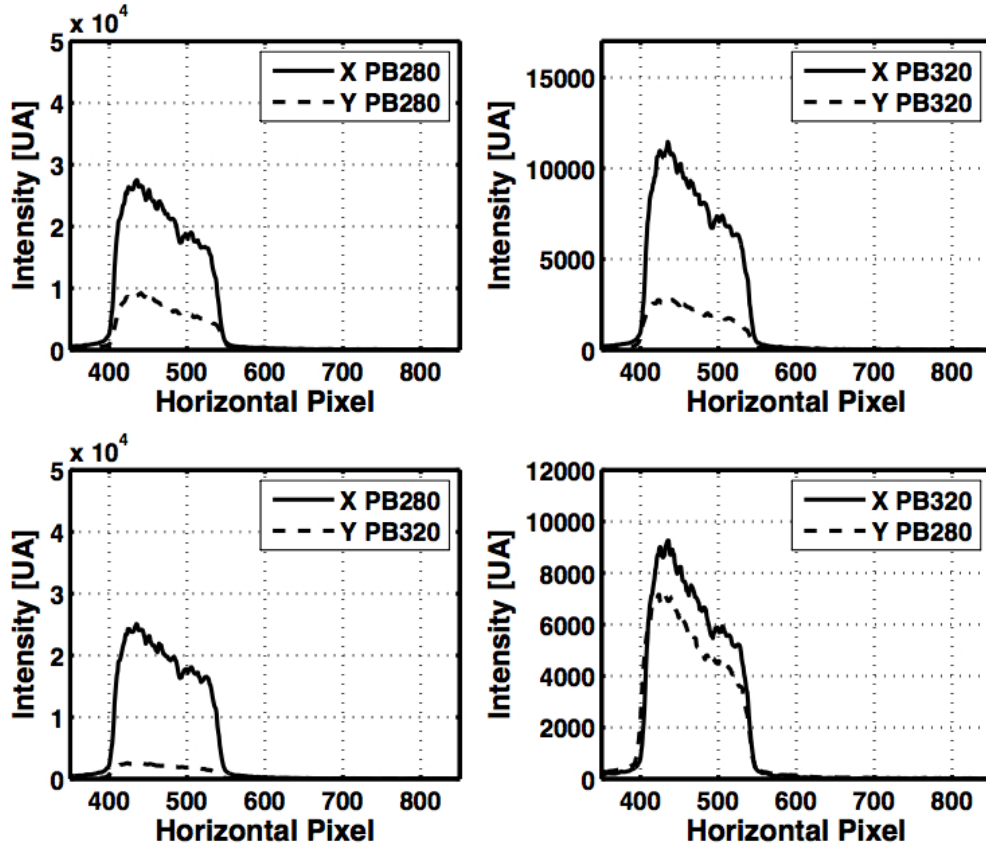 x 10^4
5
4
3
2
1
0
Intensity [UA]
X PB280
Y PB280
400 500 600 700 800
Horizontal Pixel
15000
10000
5000
0
Intensity [UA]
X PB320
Y PB320
400 500 600 700 800
Horizontal Pixel
x 10^4
5
4
3
2
1
0
Intensity [UA]
X PB280
Y PB320
400 500 600 700 800
Horizontal Pixel
12000
10000
8000
6000
4000
2000
0
Intensity [UA]
X PB320
Y PB280
400 500 600 700 800
Horizontal Pixel